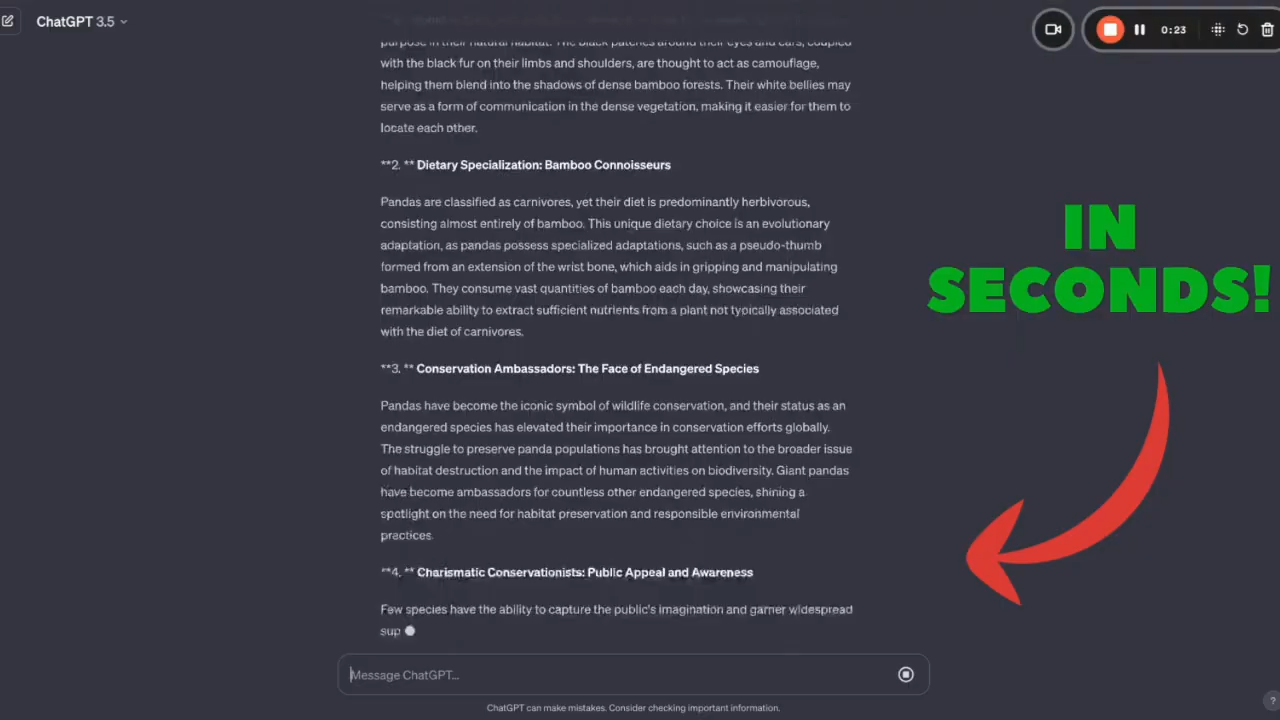 ChatGPT 3.5
0:23
purpose in their natural habitat. The black patches around their eyes and ears, coupled
with the black fur on their limbs and shoulders, are thought to act as camouflage,
helping them blend into the shadows of dense bamboo forests. Their white bellies may
serve as a form of communication in the dense vegetation, making it easier for them to
locate each other.
**2. ** Dietary Specialization: Bamboo Connoisseurs
Pandas are classified as carnivores, yet their diet is predominantly herbivorous,
consisting almost entirely of bamboo. This unique dietary choice is an evolutionary
adaptation, as pandas possess specialized adaptations, such as a pseudo-thumb
formed from an extension of the wrist bone, which aids in gripping and manipulating
bamboo. They consume vast quantities of bamboo each day, showcasing their
remarkable ability to extract sufficient nutrients from a plant not typically associated
with the diet of carnivores.
IN
SECONDS!
**3. ** Conservation Ambassadors: The Face of Endangered Species
Pandas have become the iconic symbol of wildlife conservation, and their status as an
endangered species has elevated their importance in conservation efforts globally.
The struggle to preserve panda populations has brought attention to the broader issue
of habitat destruction and the impact of human activities on biodiversity. Giant pandas
have become ambassadors for countless other endangered species, shining a
spotlight on the need for habitat preservation and responsible environmental
practices.
**4. ** Charismatic Conservationists: Public Appeal and Awareness
Few species have the ability to capture the public's imagination and garner widespread
sup
Message ChatGPT...
ChatGPT can make mistakes. Consider checking important information.
?